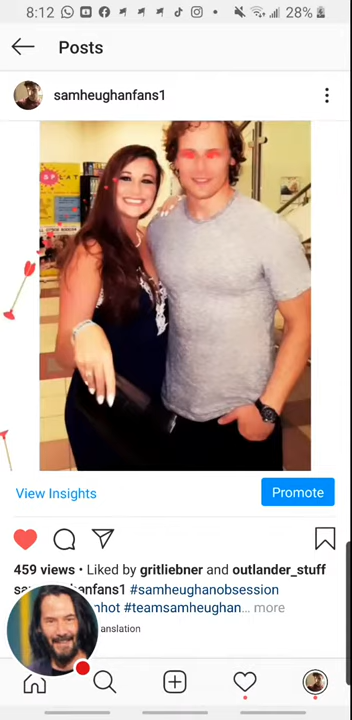 8:12
28%
Posts
samheughanfans1
View Insights
Promote
459 views • Liked by gritliebner and outlander_stuff
anfans1 #samheughanobsession
nhot #teamsamheughan... more
anslation